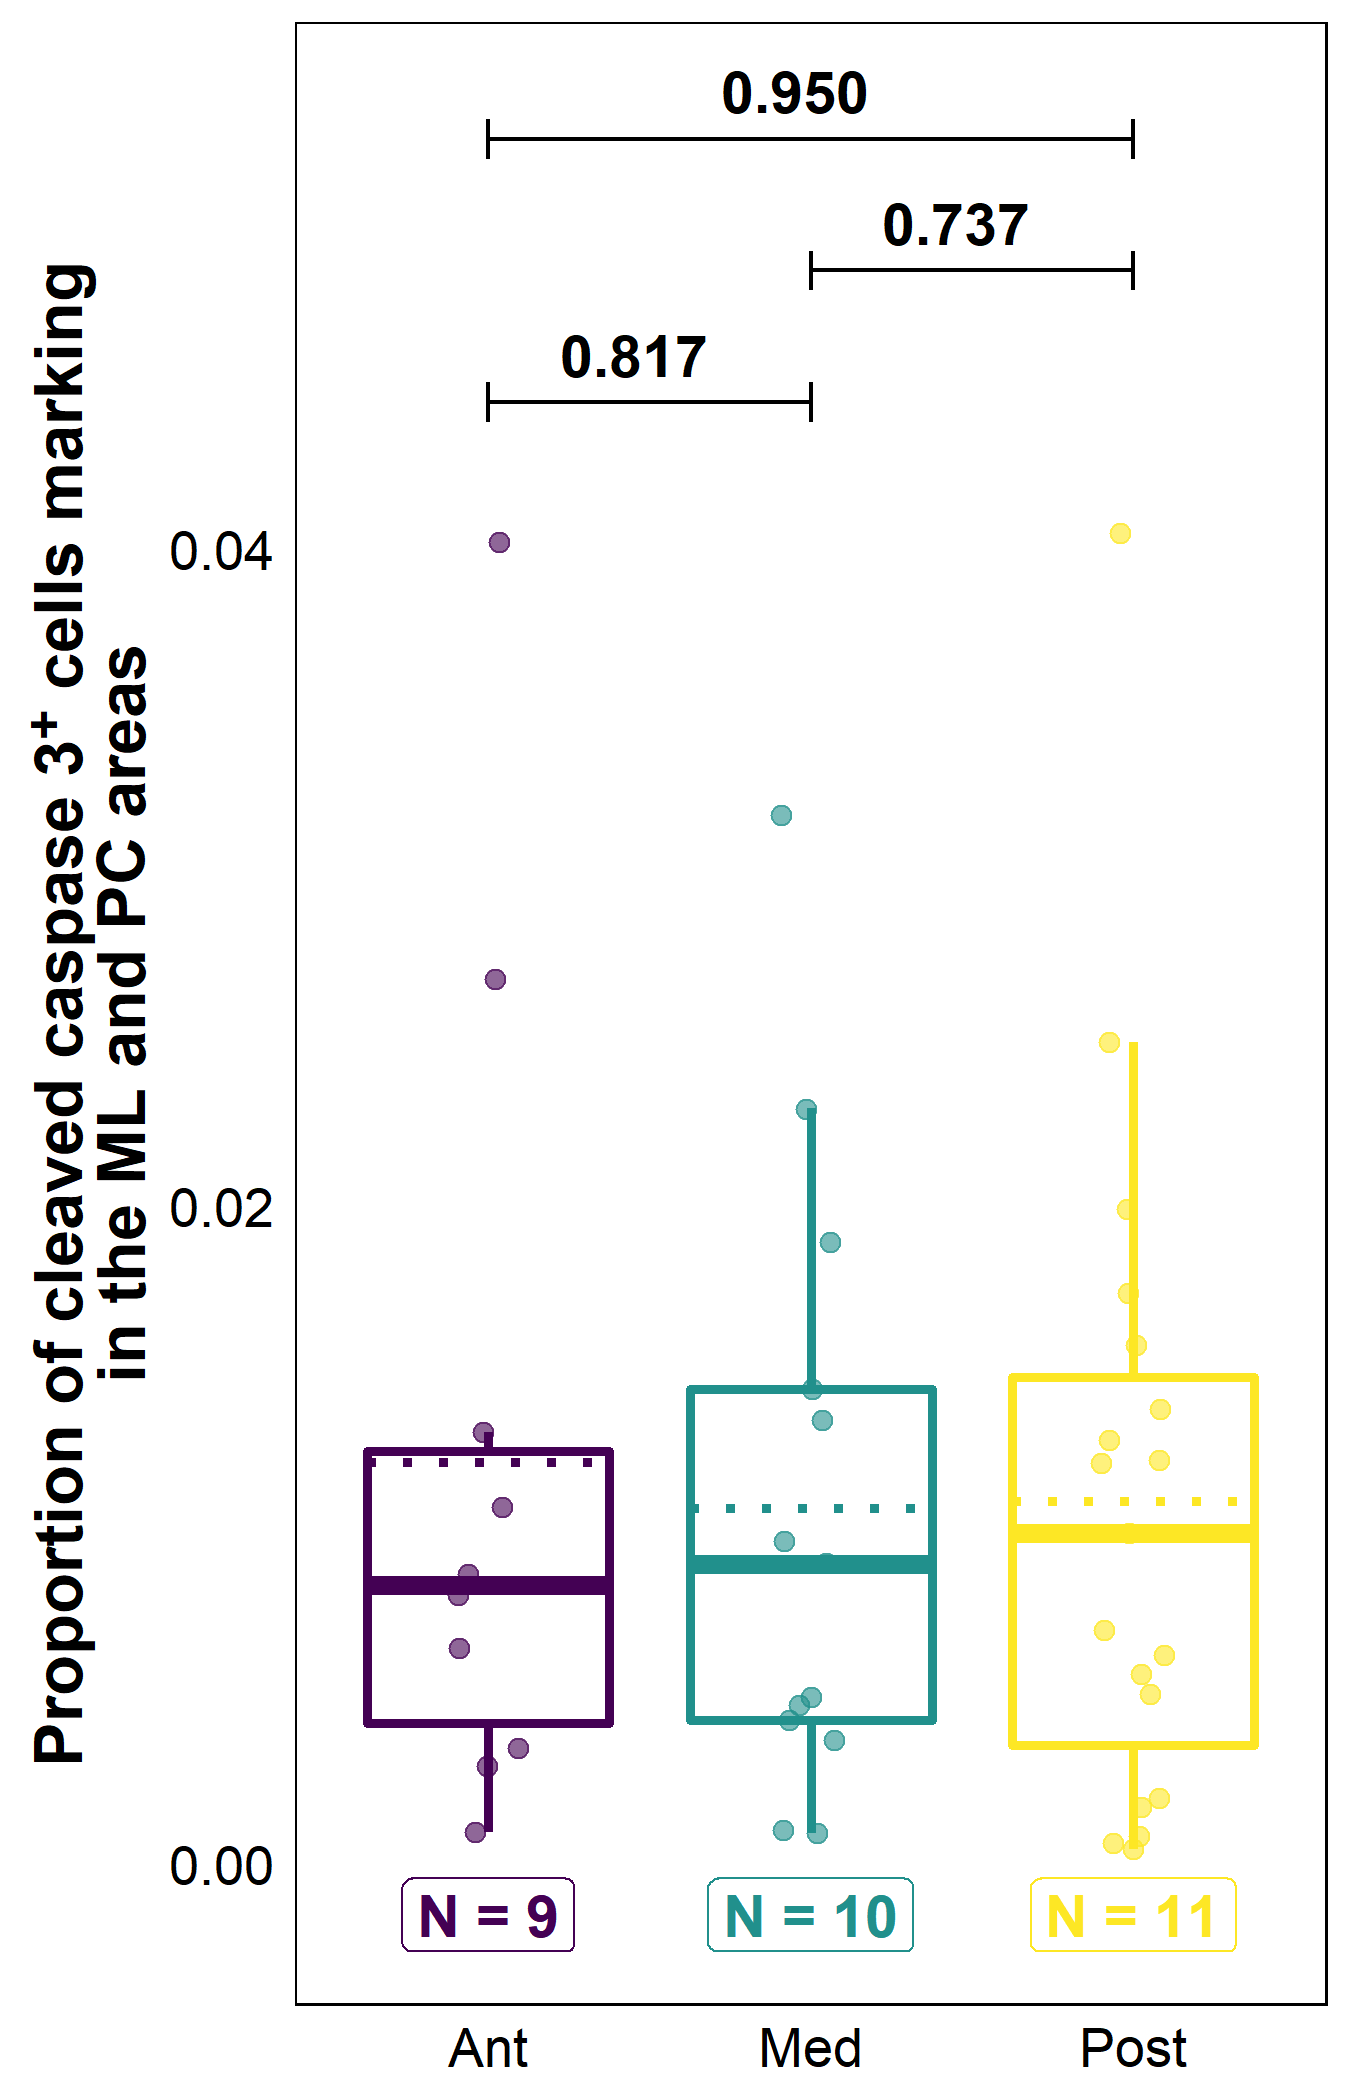 Proportion of cleaved caspase 3⁺ cells marking
in the ML and PC areas
0.950
0.737
0.817
0.04
0.02
0.00
N = 9
N = 10
N = 11
Ant
Med
Post